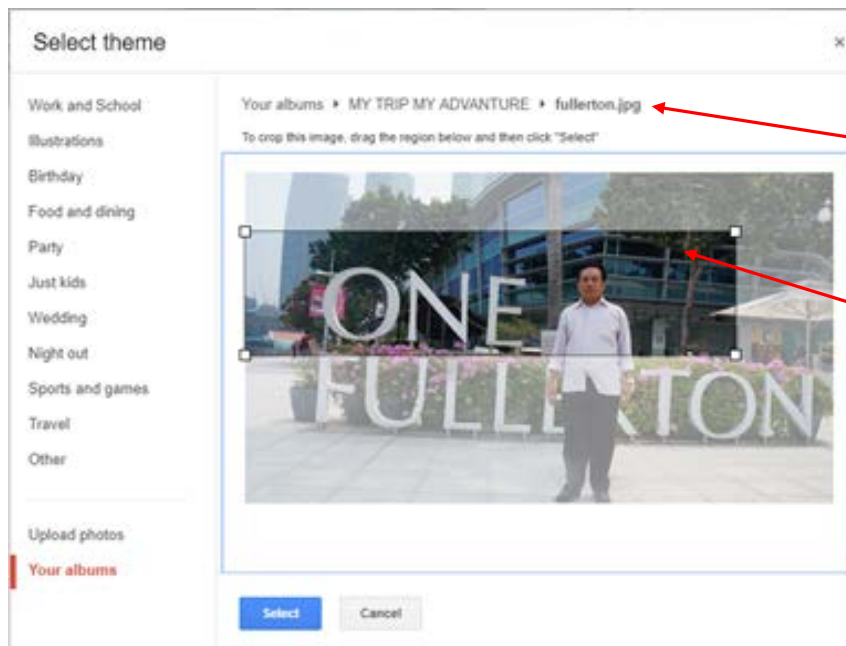 Select theme
×
Work and School
Illustrations
Birthday
Food and dining
Party
Just kids
Wedding
Night out
Sports and games
Travel
Other
Upload photos
Your albums
Your albums ▸ MY TRIP MY ADVANTURE ▸ fullerton.jpg
To crop this image, drag the region below and then click "Select"
ONE
FULLERTON
Select
Cancel